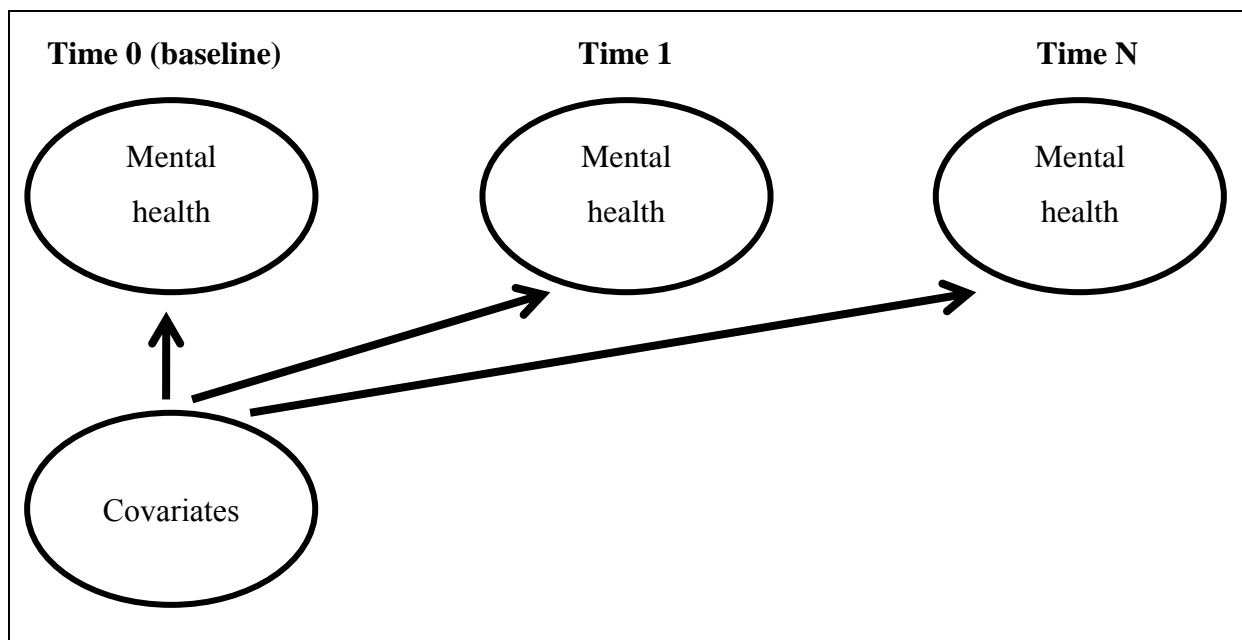 Time 0 (baseline)
Time 1
Time N
Mental
health
Mental
health
Mental
health
Covariates